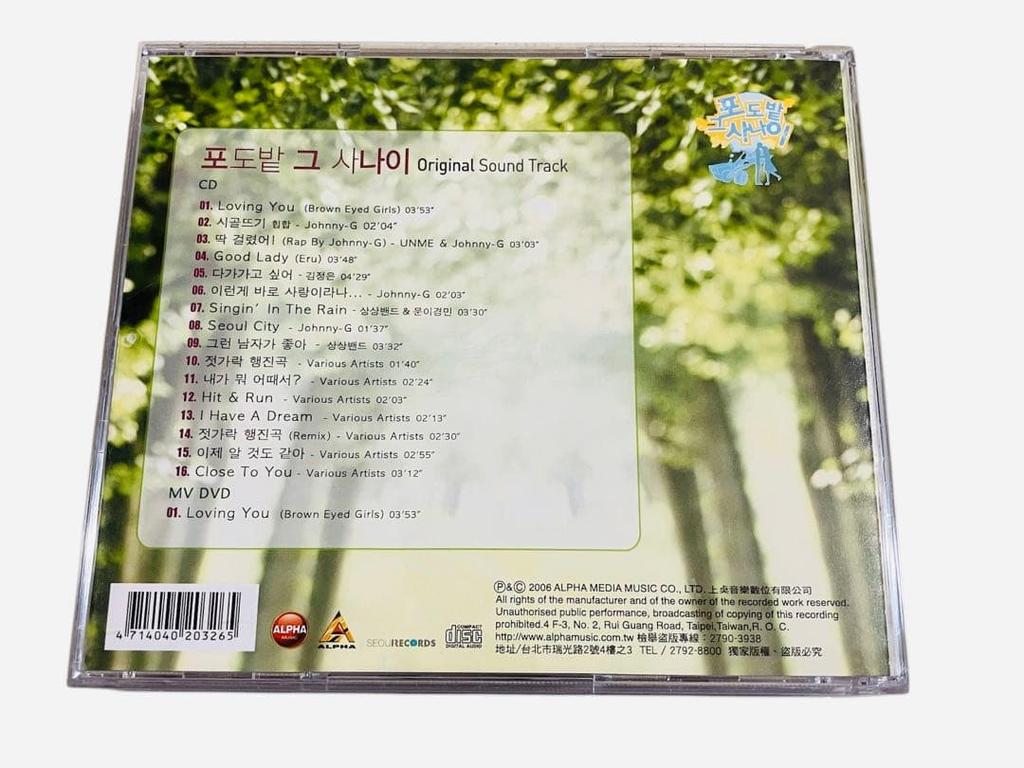 포도밭
그 사나이
포도밭 그 사나이 Original Sound Track
CD
01. Loving You (Brown Eyed Girls) 03'53"
02. 시골뜨기 힙합 - Johnny-G 02'04"
03. 딱 걸렸어! (Rap By Johnny-G) - UNME & Johnny-G 03'03"
04. Good Lady (Eru) 03'48"
05. 다가가고 싶어 - 김정은 04'29"
06. 이런게 바로 사랑이라나... - Johnny-G 02'03"
07. Singin' In The Rain - 상상밴드 & 문이경민 03'30"
08. Seoul City - Johnny-G 01'37"
09. 그런 남자가 좋아 - 상상밴드 03'32"
10. 젓가락 행진곡 - Various Artists 01'40"
11. 내가 뭐 어때서? - Various Artists 02'24"
12. Hit & Run - Various Artists 02'03"
13. I Have A Dream - Various Artists 02'13"
14. 젓가락 행진곡 (Remix) - Various Artists 02'30"
15. 이제 알 것도 같아 - Various Artists 02'55"
16. Close To You - Various Artists 03'12"
MV DVD
01. Loving You (Brown Eyed Girls) 03'53"
4 714040 203265
ALPHA
MUSIC
ALPHA
SEOULRECORDS
COMPACT
disc
DIGITAL AUDIO
Ⓟ&Ⓒ 2006 ALPHA MEDIA MUSIC CO., LTD. 上夬音樂數位有限公司
All rights of the manufacturer and of the owner of the recorded work reserved.
Unauthorised public performance, broadcasting of copying of this recording
prohibited.4 F-3, No. 2, Rui Guang Road, Taipei,Taiwan,R. O. C.
http://www.alphamusic.com.tw 檢舉盜版專線：2790-3938
地址/台北市瑞光路2號4樓之3 TEL / 2792-8800 獨家版權、盜版必究